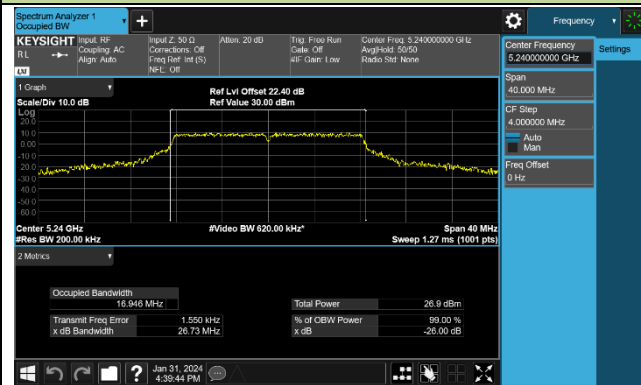 Spectrum Analyzer 1
Occupied BW
Frequency
KEYSIGHT
RL
LXI
Input: RF
Coupling: AC
Align: Auto
Input Z: 50 Ω
Corrections: Off
Freq Ref: Int (S)
NFE: Off
Atten: 20 dB
Trig: Free Run
Gate: Off
#IF Gain: Low
Center Freq: 5.240000000 GHz
Avg|Hold: 50/50
Radio Std: None
1 Graph
Scale/Div 10.0 dB
Ref Lvl Offset 22.40 dB
Ref Value 30.00 dBm
Log
20.0
10.0
0.00
-10.0
-20.0
-30.0
-40.0
-50.0
-60.0
Center 5.24 GHz
#Res BW 200.00 kHz
#Video BW 620.00 kHz*
Span 40 MHz
Sweep 1.27 ms (1001 pts)
2 Metrics
Occupied Bandwidth
16.946 MHz
Transmit Freq Error 1.550 kHz
x dB Bandwidth 26.73 MHz
Total Power 26.9 dBm
% of OBW Power 99.00 %
x dB -26.00 dB
Center Frequency
5.240000000 GHz
Settings
Span
40.000 MHz
CF Step
4.000000 MHz
Auto
Man
Freq Offset
0 Hz
Jan 31, 2024
4:39:44 PM